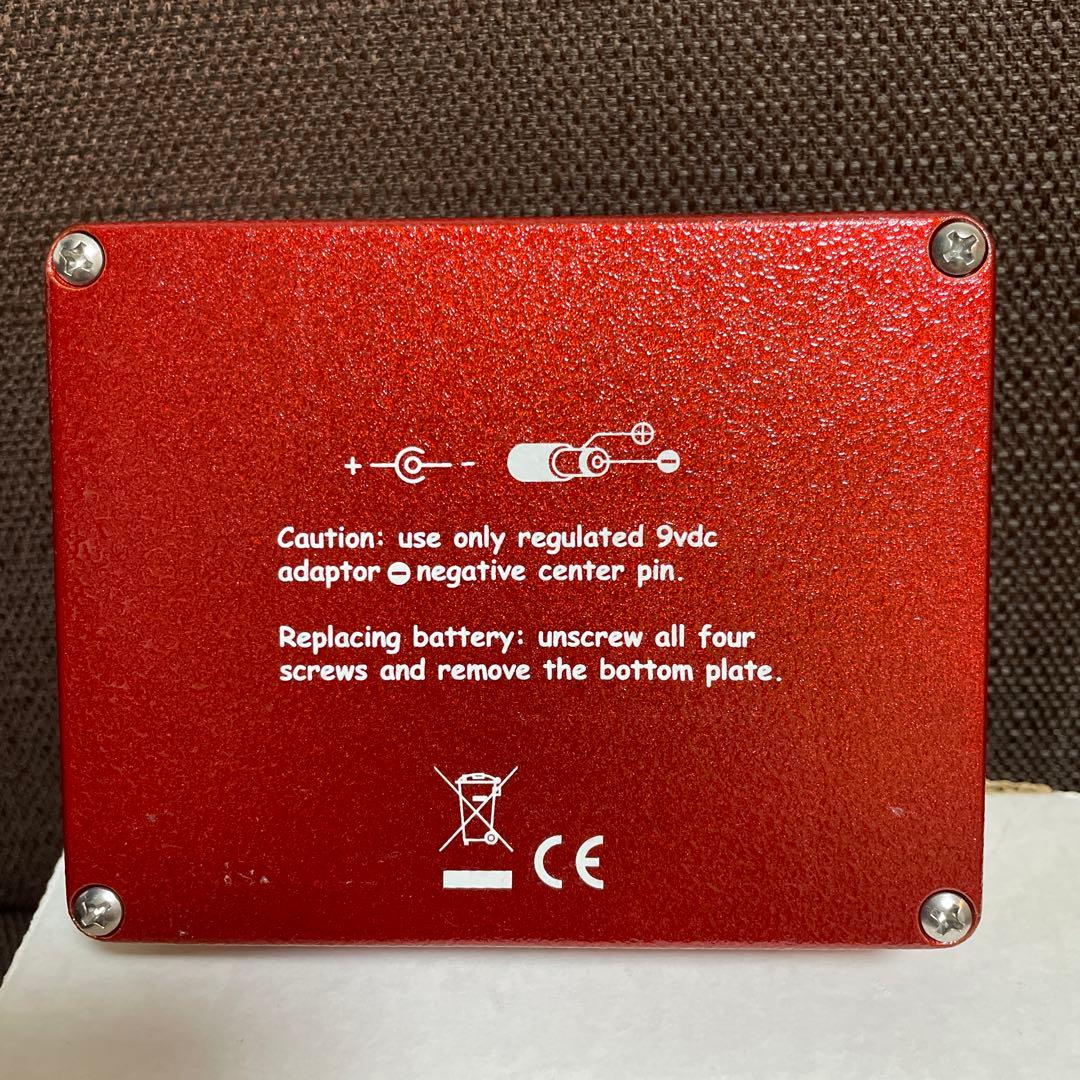 + -
Caution: use only regulated 9vdc
adaptor ⊖ negative center pin.
Replacing battery: unscrew all four
screws and remove the bottom plate.
CE